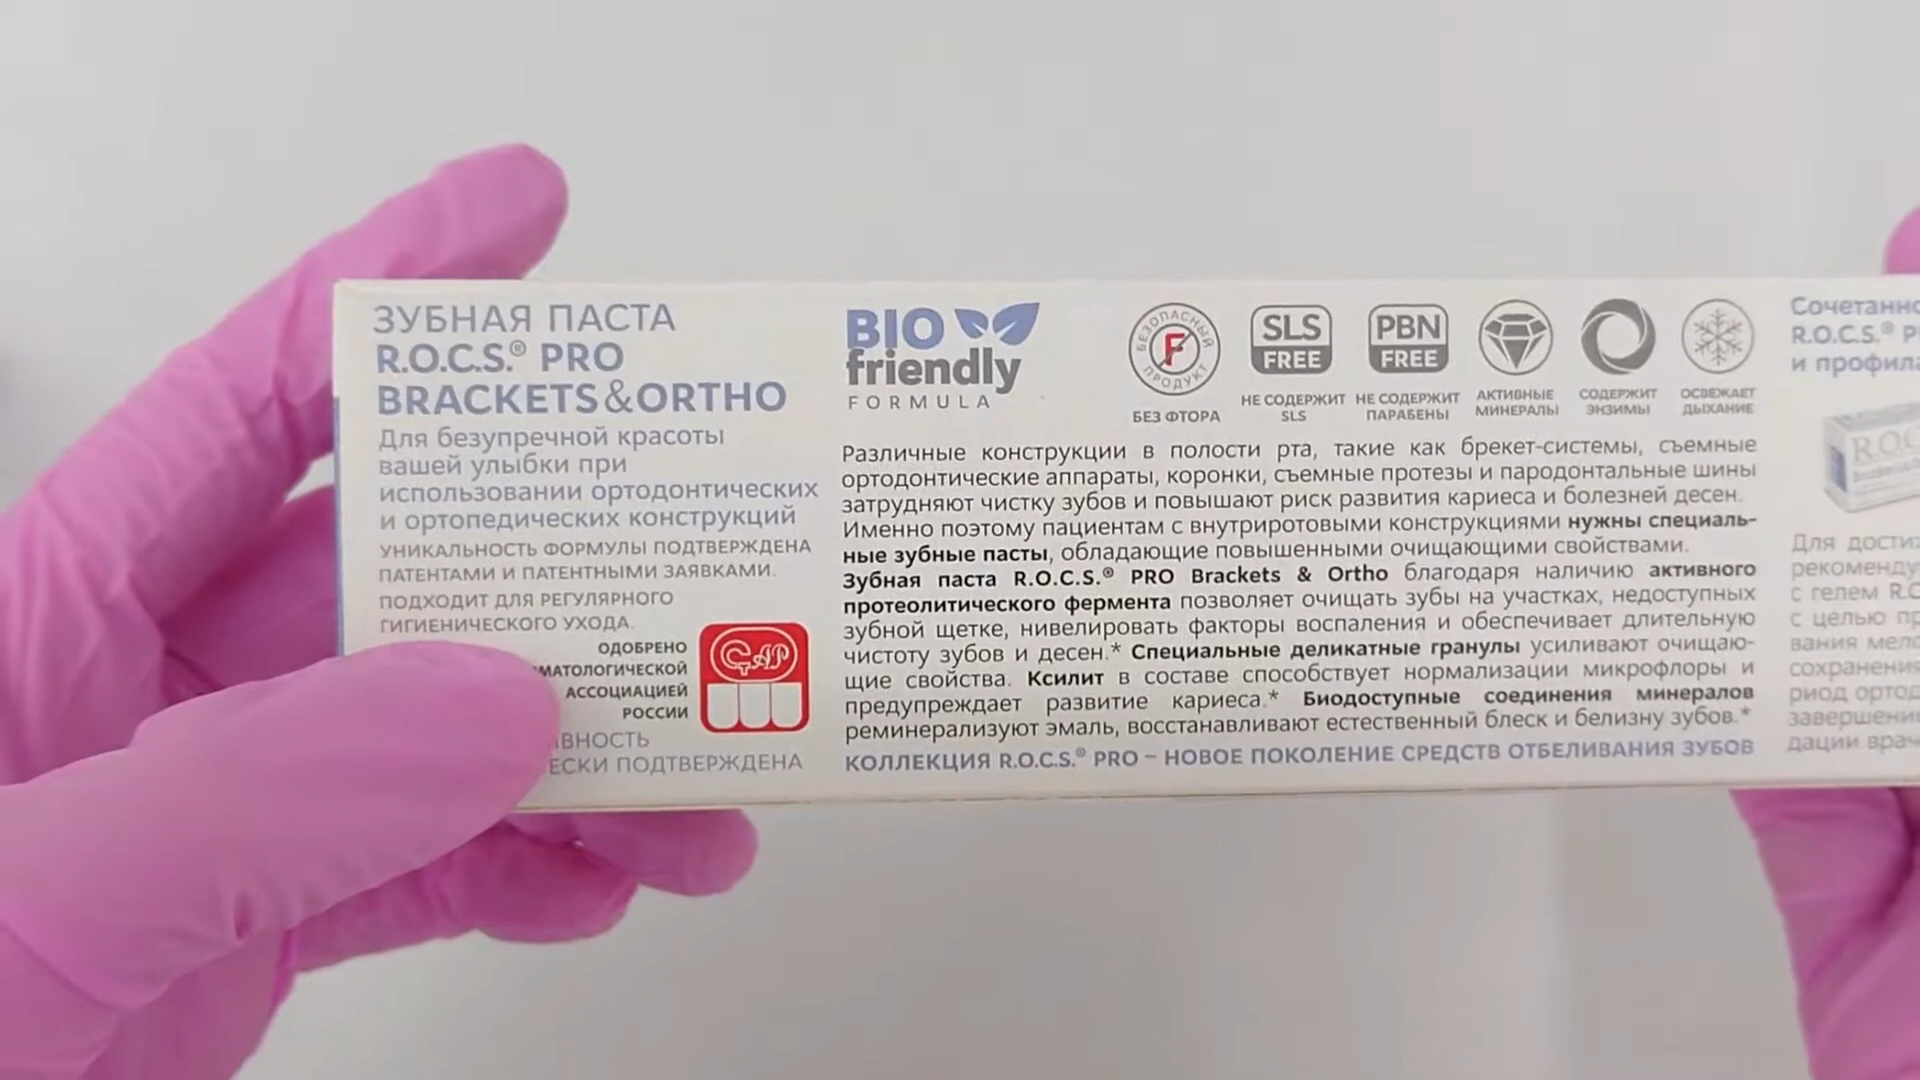 ЗУБНАЯ ПАСТА
R.O.C.S.® PRO
BRACKETS&ORTHO
Для безупречной красоты
вашей улыбки при
использовании ортодонтических
и ортопедических конструкций
УНИКАЛЬНОСТЬ ФОРМУЛЫ ПОДТВЕРЖДЕНА
ПАТЕНТАМИ И ПАТЕНТНЫМИ ЗАЯВКАМИ.
ПОДХОДИТ ДЛЯ РЕГУЛЯРНОГО
ГИГИЕНИЧЕСКОГО УХОДА.
ОДОБРЕНО
МАТОЛОГИЧЕСКОЙ
АССОЦИАЦИЕЙ
РОССИИ
СтАР
ВНОСТЬ
ЕСКИ ПОДТВЕРЖДЕНА
BIO
friendly
FORMULA
БЕЗОПАСНЫЙ
F
ПРОДУКТ
БЕЗ ФТОРА
SLS
FREE
НЕ СОДЕРЖИТ
SLS
PBN
FREE
НЕ СОДЕРЖИТ
ПАРАБЕНЫ
АКТИВНЫЕ
МИНЕРАЛЫ
СОДЕРЖИТ
ЭНЗИМЫ
ОСВЕЖАЕТ
ДЫХАНИЕ
Различные конструкции в полости рта, такие как брекет-системы, съемные
ортодонтические аппараты, коронки, съемные протезы и пародонтальные шины
затрудняют чистку зубов и повышают риск развития кариеса и болезней десен.
Именно поэтому пациентам с внутриротовыми конструкциями нужны специаль-
ные зубные пасты, обладающие повышенными очищающими свойствами.
Зубная паста R.O.C.S.® PRO Brackets & Ortho благодаря наличию активного
протеолитического фермента позволяет очищать зубы на участках, недоступных
зубной щетке, нивелировать факторы воспаления и обеспечивает длительную
чистоту зубов и десен.* Специальные деликатные гранулы усиливают очищаю-
щие свойства. Ксилит в составе способствует нормализации микрофлоры и
предупреждает развитие кариеса.* Биодоступные соединения минералов
реминерализуют эмаль, восстанавливают естественный блеск и белизну зубов.*
КОЛЛЕКЦИЯ R.O.C.S.® PRO – НОВОЕ ПОКОЛЕНИЕ СРЕДСТВ ОТБЕЛИВАНИЯ ЗУБОВ
Сочетанн
R.O.C.S.® P
и профила
R.O.C
Для дости
рекоменду
с гелем R.O
с целью пр
вания мело
сохранения
риод ортод
завершени
дации врач